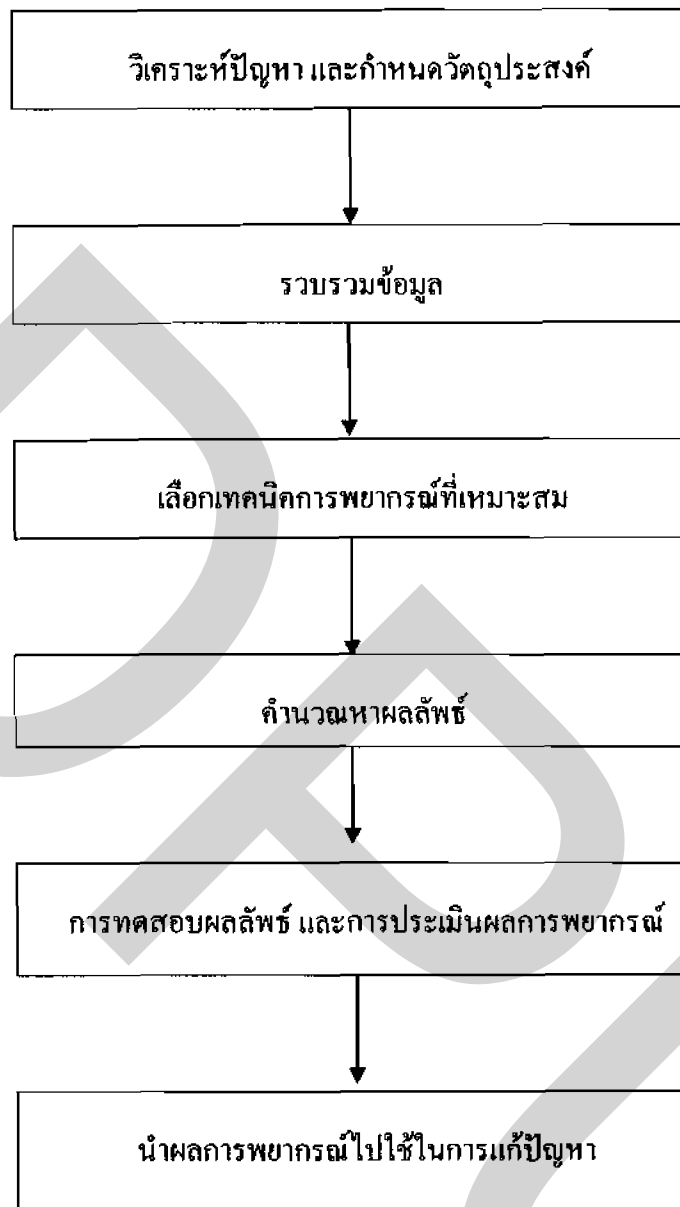 วิเคราะห์ปัญหา และกำหนดวัตถุประสงค์
รวบรวมข้อมูล
เลือกเทคนิคการพยากรณ์ที่เหมาะสม
คำนวณหาผลลัพธ์
การทดสอบผลลัพธ์ และการประเมินผลการพยากรณ์
นำผลการพยากรณ์ไปใช้ในการแก้ปัญหา